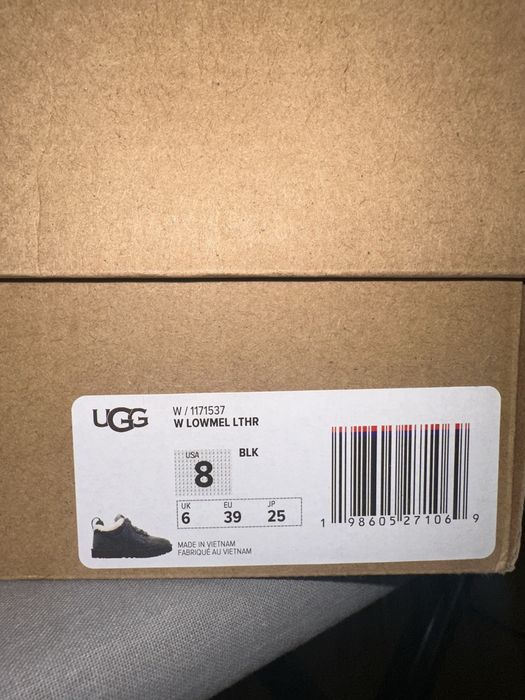 UGG
W / 1171537
W LOWMEL LTHR
USA
8
BLK
UK EU JP
6 39 25
MADE IN VIETNAM
FABRIQUÉ AU VIETNAM
1 98605 27106 9